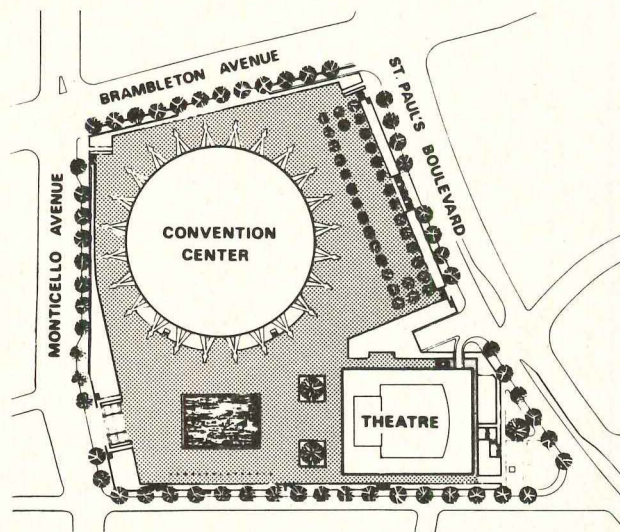 BRAMBLETON AVENUE
ST. PAUL'S BOULEVARD
MONTICELLO AVENUE
CONVENTION
CENTER
THEATRE